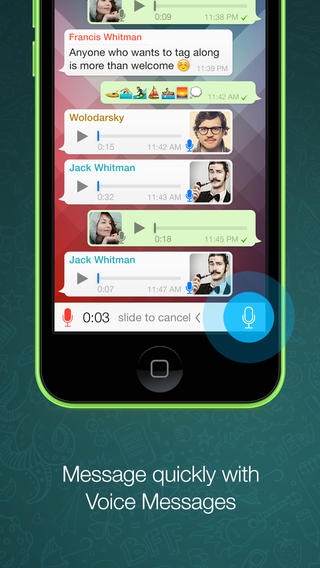 0:09
11:38 PM
Francis Whitman
Anyone who wants to tag along
is more than welcome ☺️
11:39 PM
11:42 AM
Wolodarsky
0:15
11:42 AM
Jack Whitman
0:32
11:43 AM
0:18
11:45 PM
Jack Whitman
0:07
11:47 AM
0:03 slide to cancel <
Message quickly with
Voice Messages